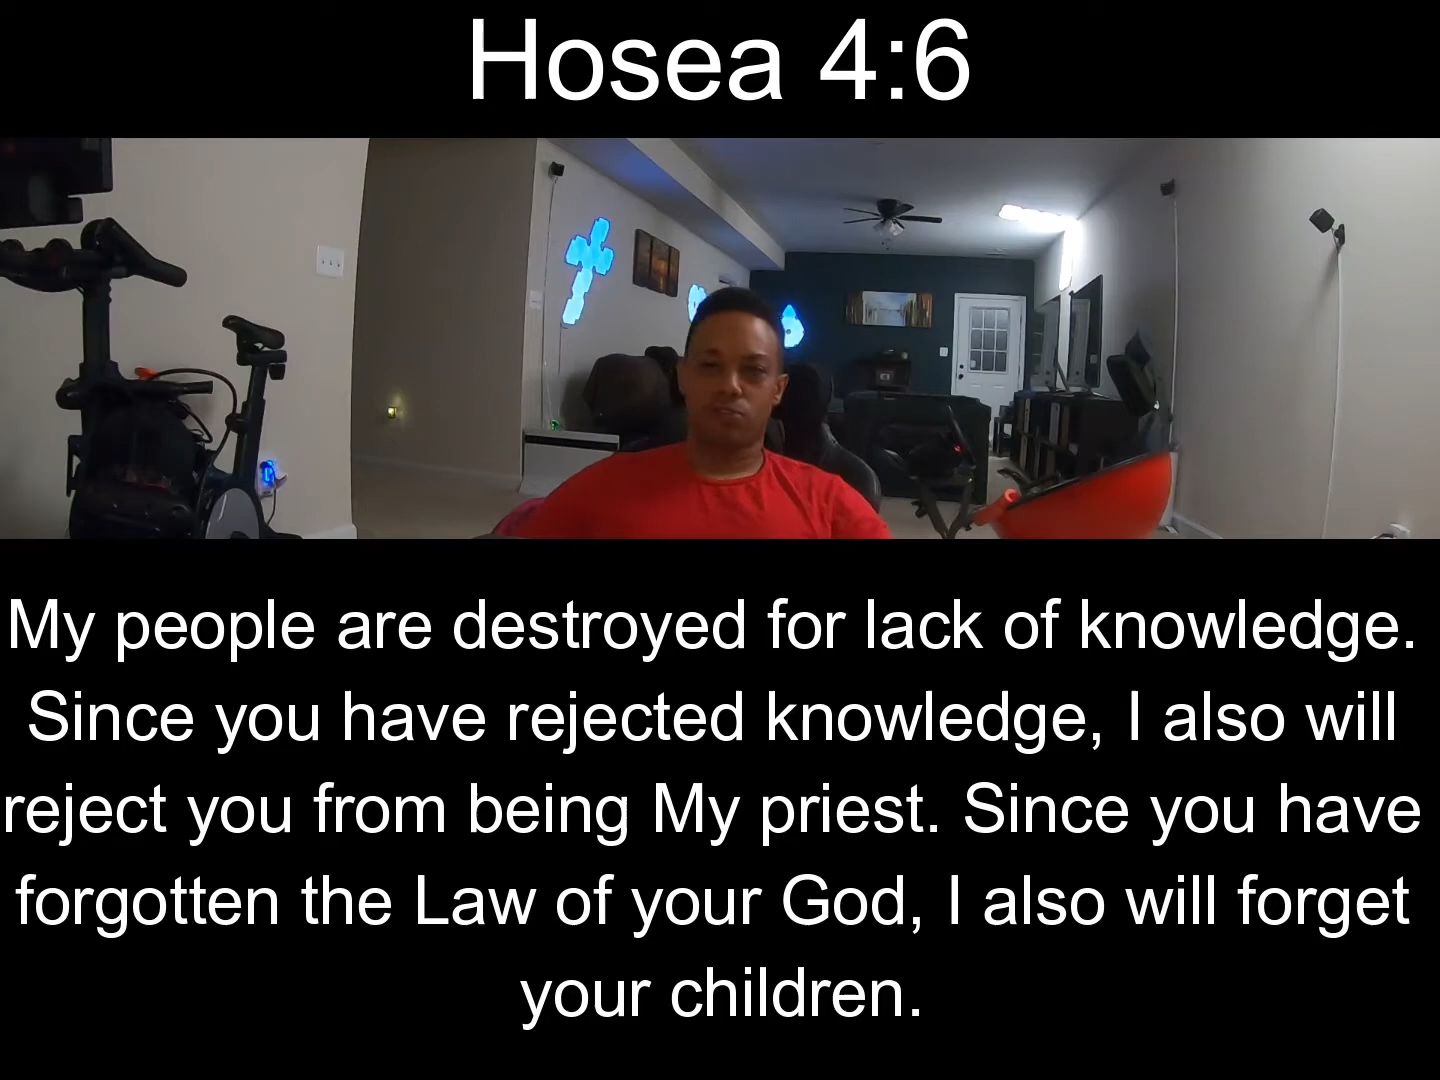 Hosea 4:6
My people are destroyed for lack of knowledge.
Since you have rejected knowledge, I also will
reject you from being My priest. Since you have
forgotten the Law of your God, I also will forget
your children.